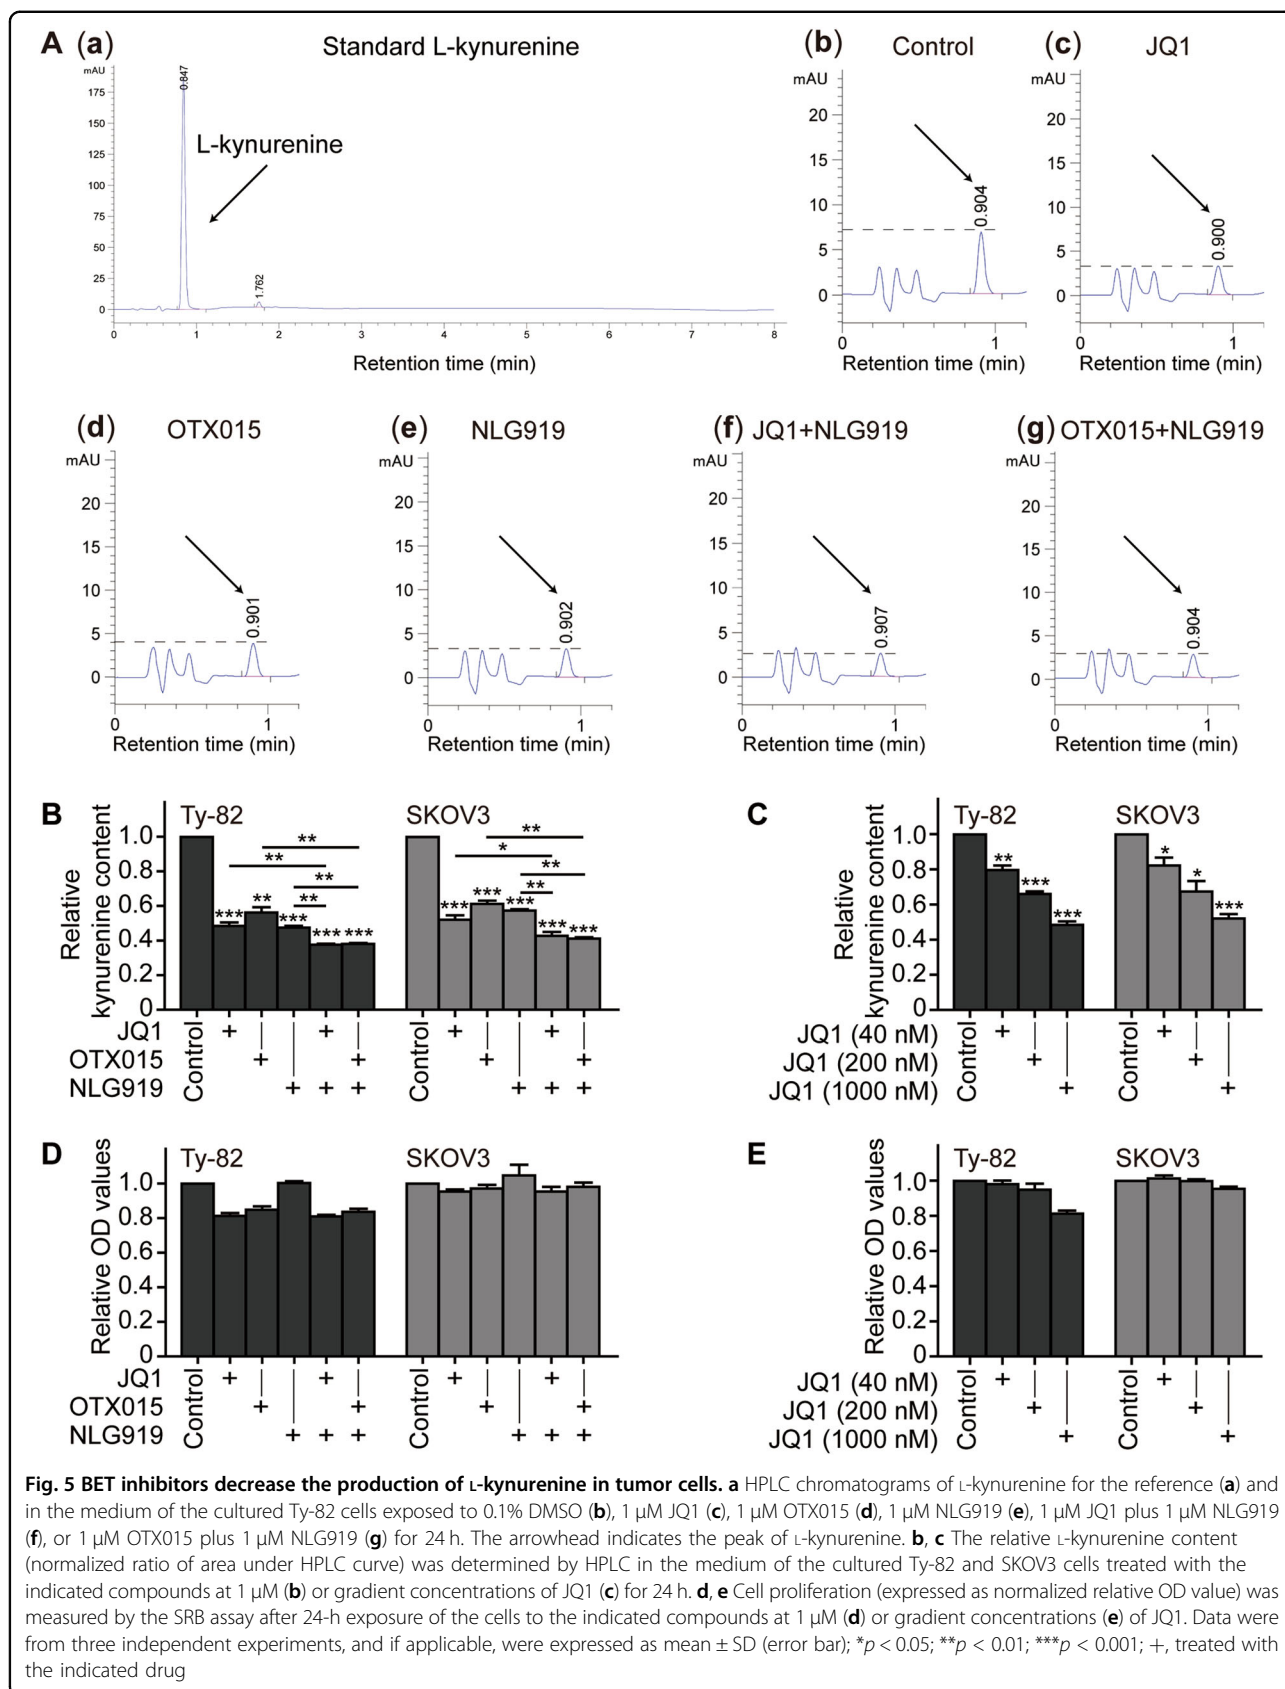 A (a) Standard L-kynurenine
mAU
175
150
125
100
75
50
25
0
0.847
L-kynurenine
1.762
0 1 2 3 4 5 6 7 8
Retention time (min)
(b) Control
mAU
20
15
10
5
0
0.904
0 1
Retention time (min)
(c) JQ1
mAU
20
15
10
5
0
0.900
0 1
Retention time (min)
(d) OTX015
mAU
20
15
10
5
0
0.901
0 1
Retention time (min)
(e) NLG919
mAU
20
15
10
5
0
0.902
0 1
Retention time (min)
(f) JQ1+NLG919
mAU
20
15
10
5
0
0.907
0 1
Retention time (min)
(g) OTX015+NLG919
mAU
20
15
10
5
0
0.904
0 1
Retention time (min)
B
Relative
kynurenine content
1.0
0.8
0.6
0.4
0.2
0
Ty-82
**
**
**
**
*** ** *** *** ***
SKOV3
**
*
**
**
*** *** *** *** ***
JQ1 + + + +
OTX015 + + + +
NLG919 + + + + + +
Control Control
C
Relative
kynurenine content
1.0
0.8
0.6
0.4
0.2
0
Ty-82
** *** ***
SKOV3
* * ***
JQ1 (40 nM) + +
JQ1 (200 nM) + +
JQ1 (1000 nM) + +
Control Control
D
Relative OD values
1.0
0.8
0.6
0.4
0.2
0
Ty-82
SKOV3
JQ1 + + + +
OTX015 + + + +
NLG919 + + + + + +
Control Control
E
Relative OD values
1.0
0.8
0.6
0.4
0.2
0
Ty-82
SKOV3
JQ1 (40 nM) + +
JQ1 (200 nM) + +
JQ1 (1000 nM) + +
Control Control
Fig. 5 BET inhibitors decrease the production of L-kynurenine in tumor cells. a HPLC chromatograms of L-kynurenine for the reference (a) and
in the medium of the cultured Ty-82 cells exposed to 0.1% DMSO (b), 1 μM JQ1 (c), 1 μM OTX015 (d), 1 μM NLG919 (e), 1 μM JQ1 plus 1 μM NLG919
(f), or 1 μM OTX015 plus 1 μM NLG919 (g) for 24 h. The arrowhead indicates the peak of L-kynurenine. b, c The relative L-kynurenine content
(normalized ratio of area under HPLC curve) was determined by HPLC in the medium of the cultured Ty-82 and SKOV3 cells treated with the
indicated compounds at 1 μM (b) or gradient concentrations of JQ1 (c) for 24 h. d, e Cell proliferation (expressed as normalized relative OD value) was
measured by the SRB assay after 24-h exposure of the cells to the indicated compounds at 1 μM (d) or gradient concentrations (e) of JQ1. Data were
from three independent experiments, and if applicable, were expressed as mean ± SD (error bar); *p < 0.05; **p < 0.01; ***p < 0.001; +, treated with
the indicated drug